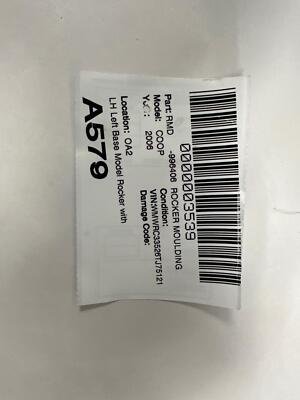 0000003539
Part: RMD -996406 ROCKER MOULDING
Model: COOP Condition:
2006 VIN:WMWRC33526TJ75121
Damage Code:
Location: OA2
LH Left Base Model Rocker with
A579